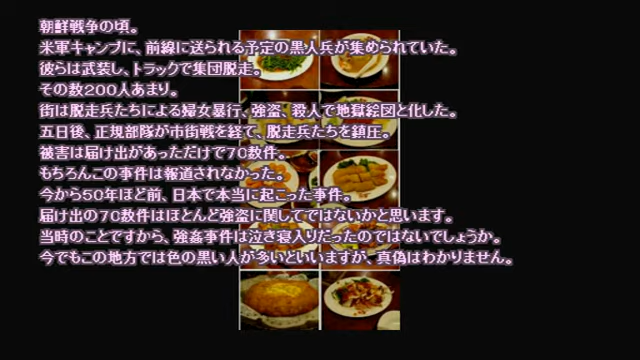 朝鮮戦争の頃。
米軍キャンプに、前線に送られる予定の黒人兵が集められていた。
彼らは武装し、トラックで集団脱走。
その数200人あまり。
街は脱走兵たちによる婦女暴行、強盗、殺人で地獄絵図と化した。
五日後、正規部隊が市街戦を経て、脱走兵たちを鎮圧。
被害は届け出があっただけで70数件。
もちろんこの事件は報道されなかった。
今から50年ほど前、日本で本当に起こった事件。
届け出の70数件はほとんど強盗に関してではないかと思います。
当時のことですから、強姦事件は泣き寝入りだったのではないでしょうか。
今でもこの地方では色の黒い人が多いといいますが、真偽はわかりません。